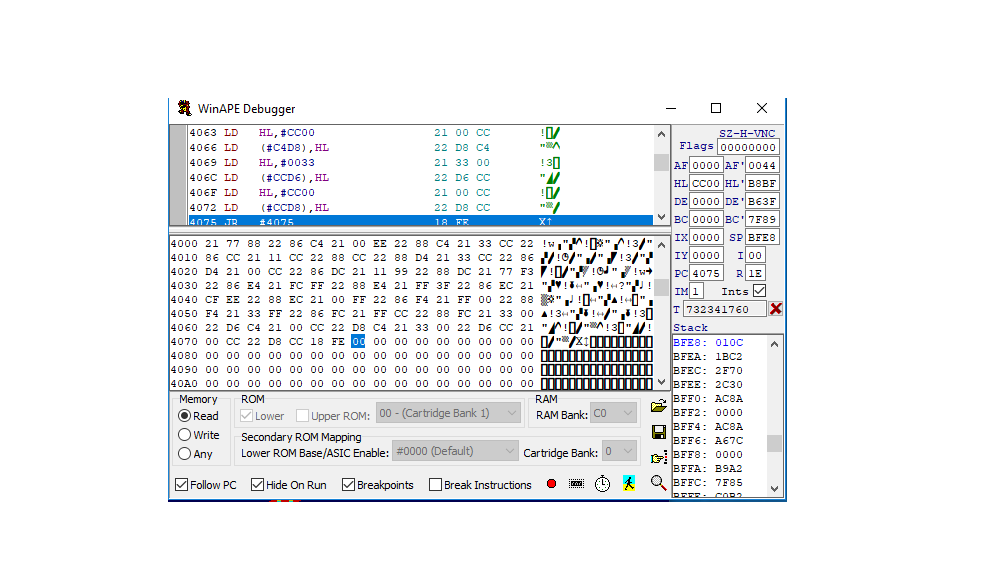 WinAPE Debugger
4063 LD HL,#CC00 21 00 CC
4066 LD (#C4D8),HL 22 D8 C4
4069 LD HL,#0033 21 33 00
406C LD (#CCD6),HL 22 D6 CC
406F LD HL,#CC00 21 00 CC
4072 LD (#CCD8),HL 22 D8 CC
4075 JR #4075 18 FE
SZ-H-VNC
Flags 00000000
AF 0000 AF' 0044
HL CC00 HL' B8BF
DE 0000 DE' B63F
BC 0000 BC' 7F89
IX 0000 SP BFE8
IY 0000 I 00
PC 4075 R 1E
IM 1 Ints
T 732341760
Stack
BFE8: 010C
BFEA: 1BC2
BFEC: 2F70
BFEE: 2C30
BFF0: AC8A
BFF2: 0000
BFF4: AC8A
BFF6: A67C
BFF8: 0000
BFFA: B9A2
BFFC: 7F85
BFFE: C0B2
4000 21 77 88 22 86 C4 21 00 EE 22 88 C4 21 33 CC 22
4010 86 CC 21 11 CC 22 88 CC 22 88 D4 21 33 CC 22 86
4020 D4 21 00 CC 22 86 DC 21 11 99 22 88 DC 21 77 F3
4030 22 86 E4 21 FC FF 22 88 E4 21 FF 3F 22 86 EC 21
4040 CF EE 22 88 EC 21 00 FF 22 86 F4 21 FF 00 22 88
4050 F4 21 33 FF 22 86 FC 21 FF CC 22 88 FC 21 33 00
4060 22 D6 C4 21 00 CC 22 D8 C4 21 33 00 22 D6 CC 21
4070 00 CC 22 D8 CC 18 FE 00 00 00 00 00 00 00 00 00
4080 00 00 00 00 00 00 00 00 00 00 00 00 00 00 00 00
4090 00 00 00 00 00 00 00 00 00 00 00 00 00 00 00 00
40A0 00 00 00 00 00 00 00 00 00 00 00 00 00 00 00 00
Memory
Read
Write
Any
ROM
Lower Upper ROM: 00 - (Cartridge Bank 1)
RAM
RAM Bank: C0
Secondary ROM Mapping
Lower ROM Base/ASIC Enable: #0000 (Default) Cartridge Bank: 0
Follow PC Hide On Run Breakpoints Break Instructions